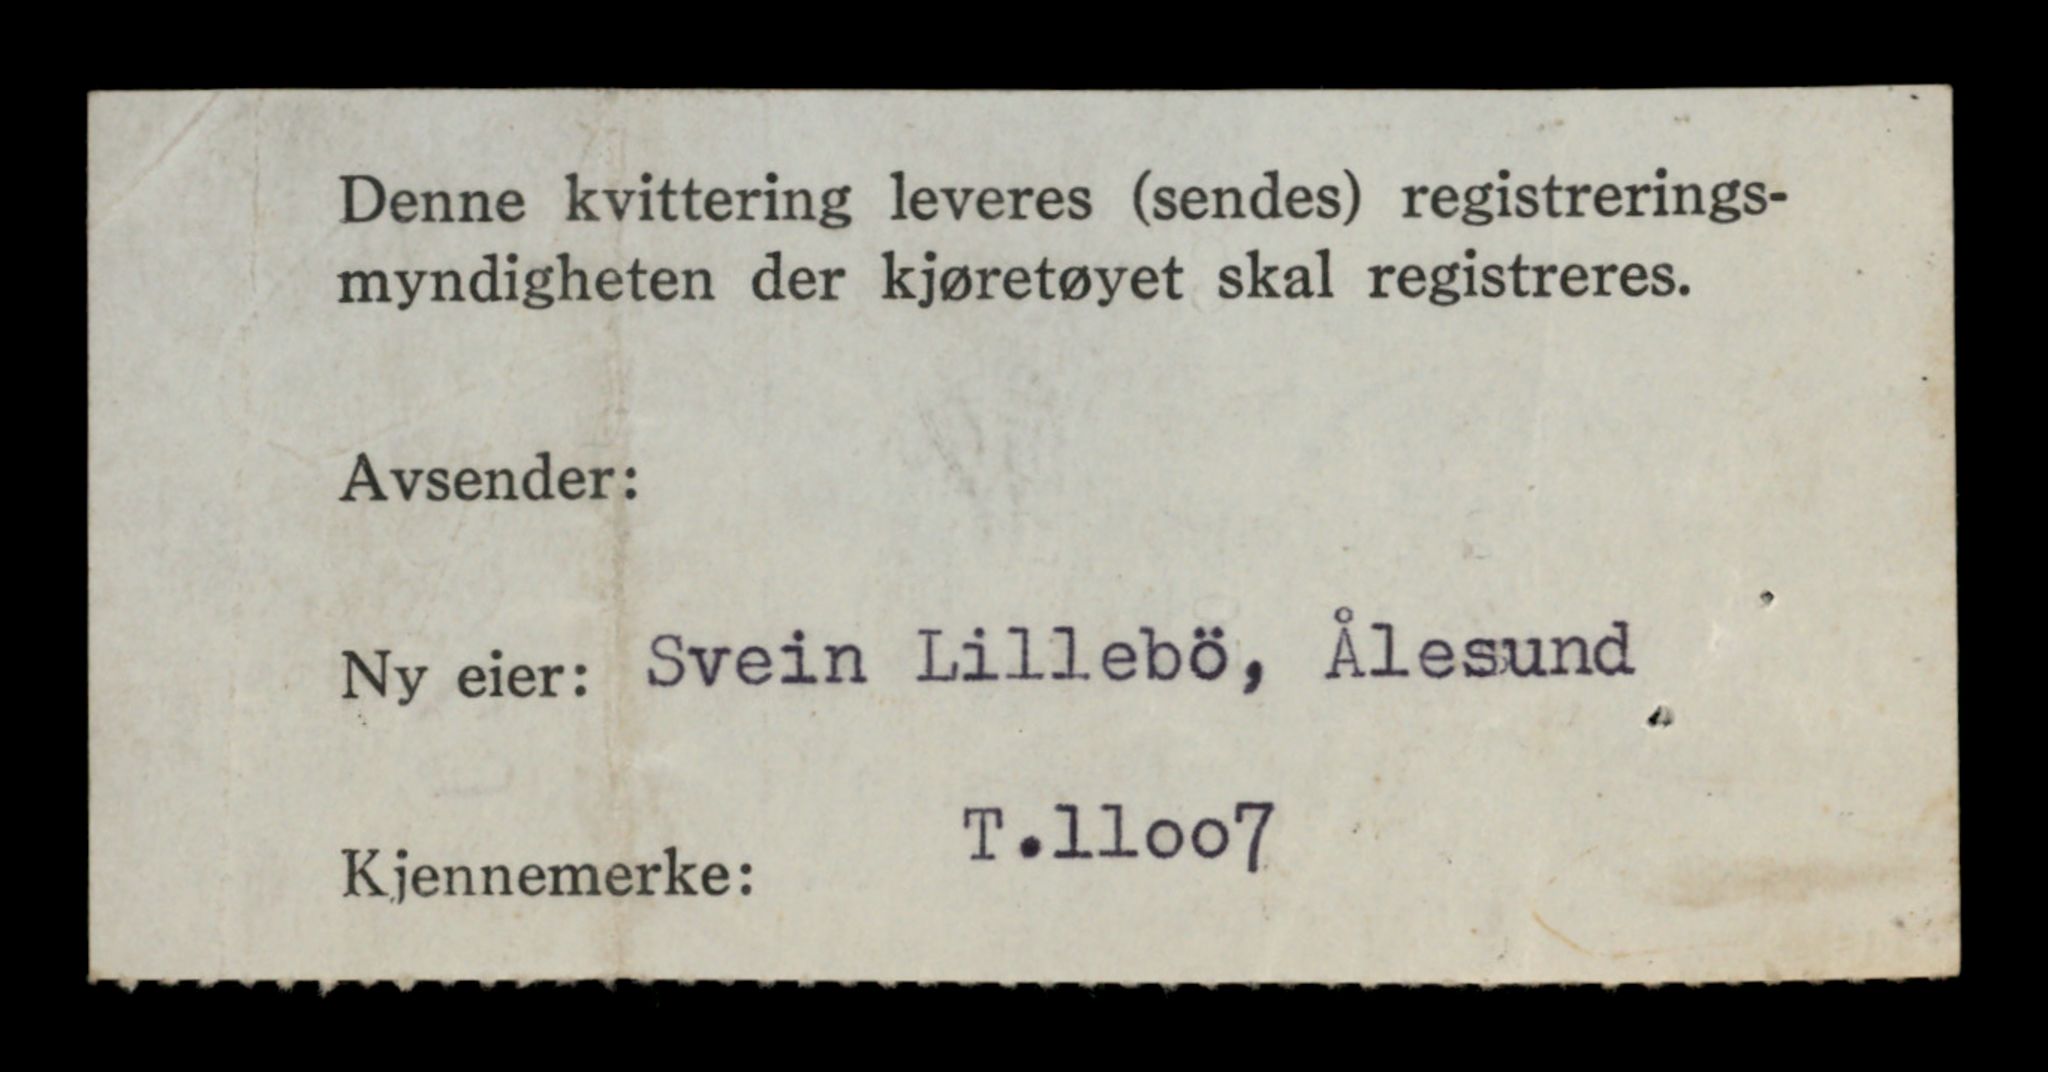 Denne kvittering leveres (sendes) registrerings-
myndigheten der kjøretøyet skal registreres.
Avsender:
Ny eier: Svein Lillebö, Ålesund
Kjennemerke: T.11oo7